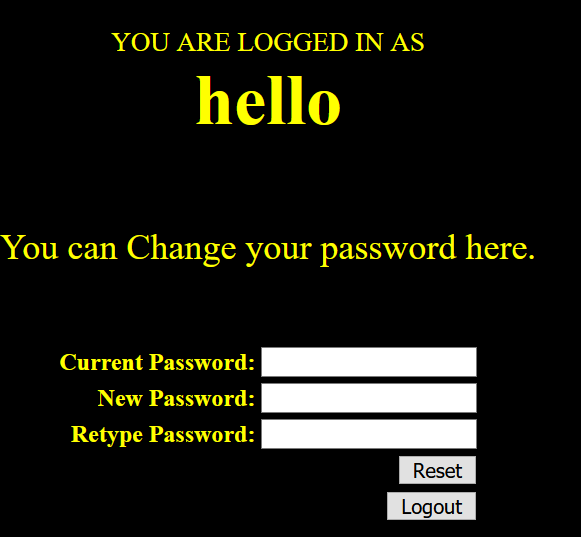 YOU ARE LOGGED IN AS
hello
You can Change your password here.
Current Password:
New Password:
Retype Password:
Reset
Logout